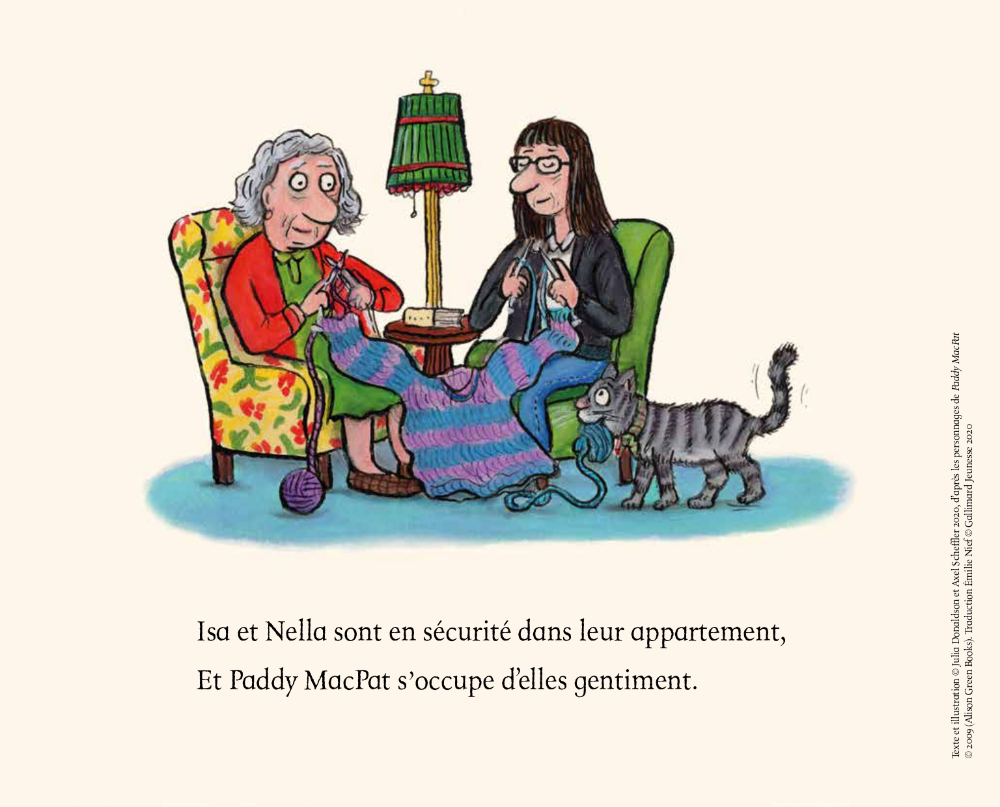 Isa et Nella sont en sécurité dans leur appartement,
Et Paddy MacPat s’occupe d’elles gentiment.
Texte et illustration © Julia Donaldson et Axel Scheffler 2020, d’après les personnages de Paddy MacPat
© 2009 (Alison Green Books). Traduction Émilie Nief © Gallimard Jeunesse 2020